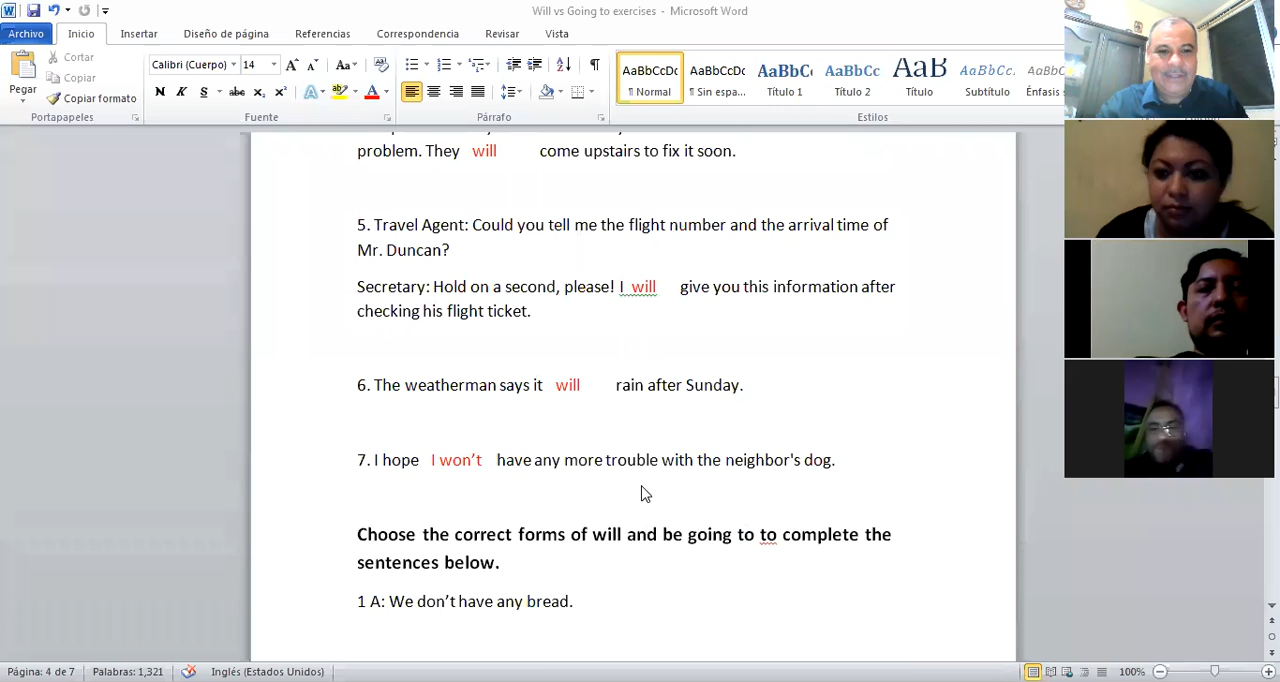 Will vs Going to exercises - Microsoft Word
Archivo Inicio Insertar Diseño de página Referencias Correspondencia Revisar Vista
Pegar
Cortar
Copiar
Copiar formato
Portapapeles
Calibri (Cuerpo) 14
N K S abc x₂ x²
Fuente
Párrafo
AaBbCcDc AaBbCcDc AaBbC AaBbCc AaB AaBbCc AaBbCc
¶ Normal ¶ Sin espa... Título 1 Título 2 Título Subtítulo Énfasis
Estilos
problem. They will come upstairs to fix it soon.
5. Travel Agent: Could you tell me the flight number and the arrival time of
Mr. Duncan?
Secretary: Hold on a second, please! I will give you this information after
checking his flight ticket.
6. The weatherman says it will rain after Sunday.
7. I hope I won't have any more trouble with the neighbor's dog.
Choose the correct forms of will and be going to to complete the
sentences below.
1 A: We don't have any bread.
Página: 4 de 7 Palabras: 1,321 Inglés (Estados Unidos) 100%